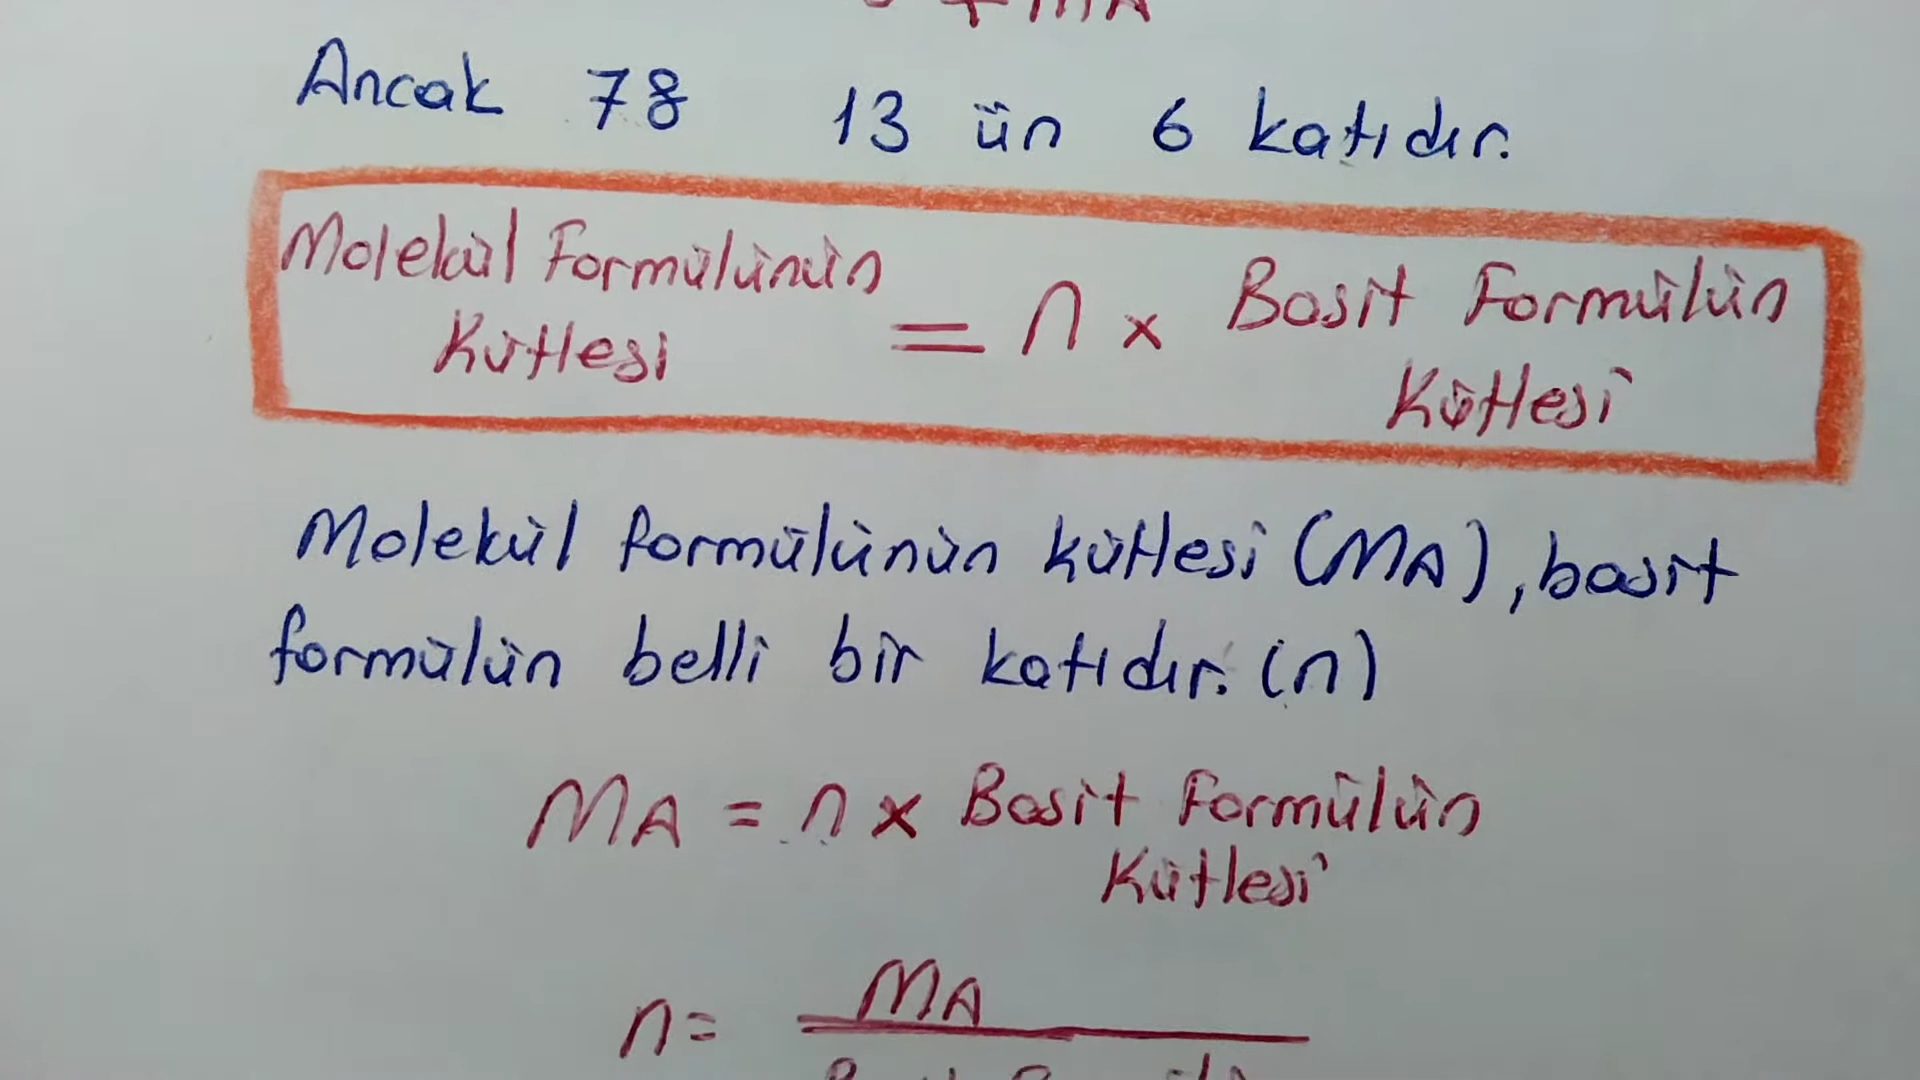 Ancak 78 13 ün 6 katıdır.
Molekül Formülünün
Kütlesi
= n x Basit Formülün
Kütlesi
Molekül formülünün kütlesi (MA), basit
formülün belli bir katıdır. (n)
MA = n x Basit Formülün
Kütlesi
MA
n=